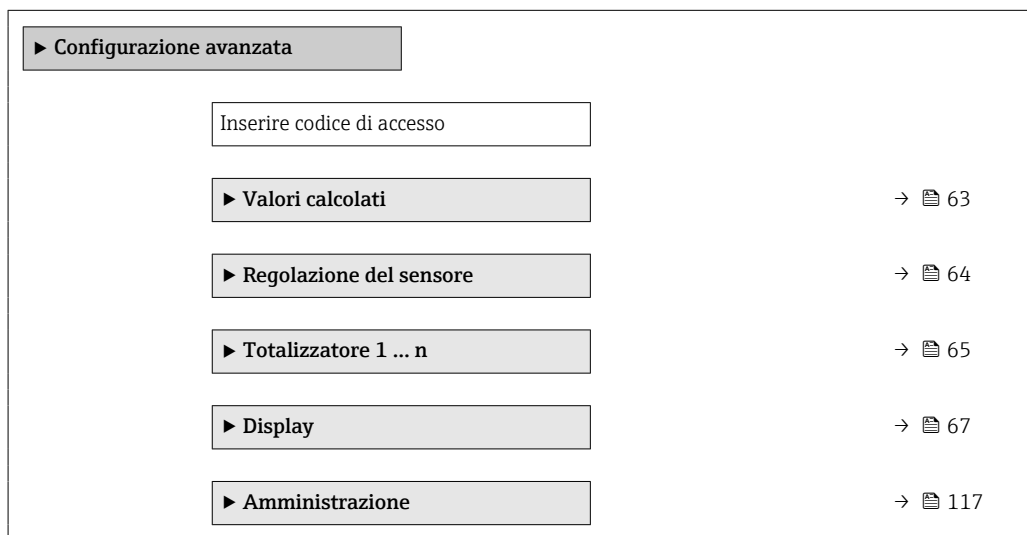 ▶ Configurazione avanzata
Inserire codice di accesso
▶ Valori calcolati → 63
▶ Regolazione del sensore → 64
▶ Totalizzatore 1 … n → 65
▶ Display → 67
▶ Amministrazione → 117